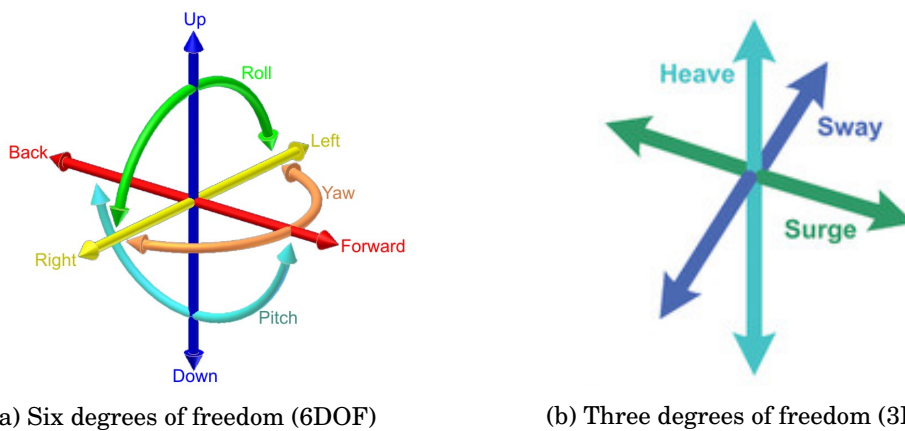 Up
Roll
Left
Back
Yaw
Forward
Right
Pitch
Down
a) Six degrees of freedom (6DOF)
Heave
Sway
Surge
(b) Three degrees of freedom (3